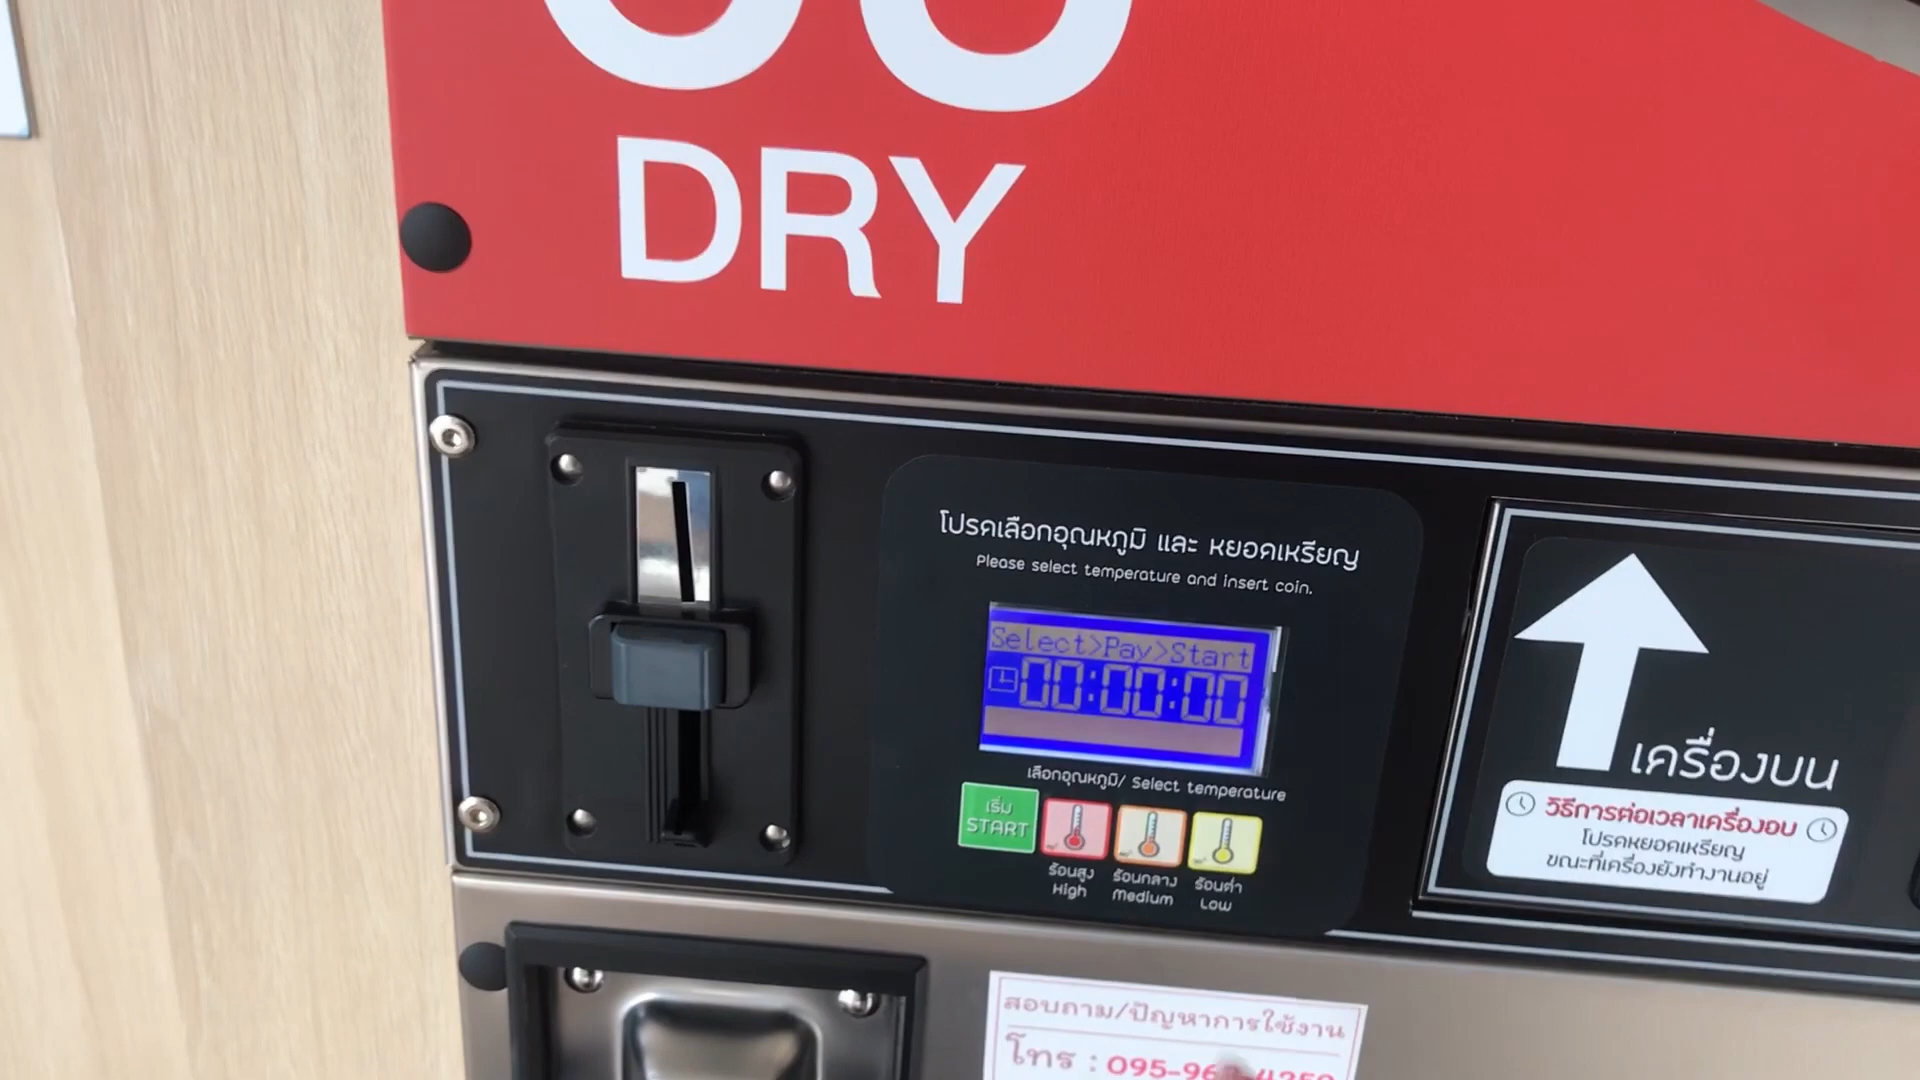 DRY
โปรดเลือกอุณหภูมิ และ หยอดเหรียญ
Please select temperature and insert coin.
Select>Pay>Start
00:00:00
เลือกอุณหภูมิ/ Select temperature
เริ่ม
START
ร้อนสูง
High
ร้อนกลาง
Medium
ร้อนต่ำ
Low
เครื่องบน
วิธีการต่อเวลาเครื่องอบ
โปรดหยอดเหรียญ
ขณะที่เครื่องยังทำงานอยู่
สอบถาม/ปัญหาการใช้งาน
โทร :